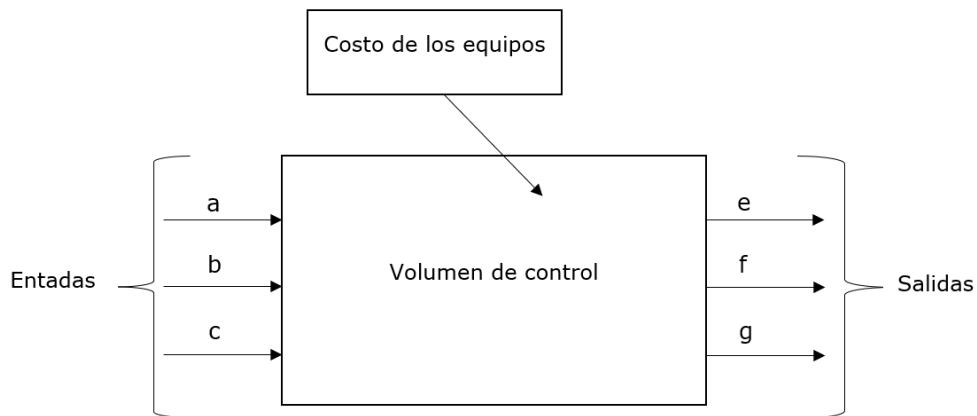 Costo de los equipos
a
e
b
f
Entadas
Volumen de control
Salidas
c
g